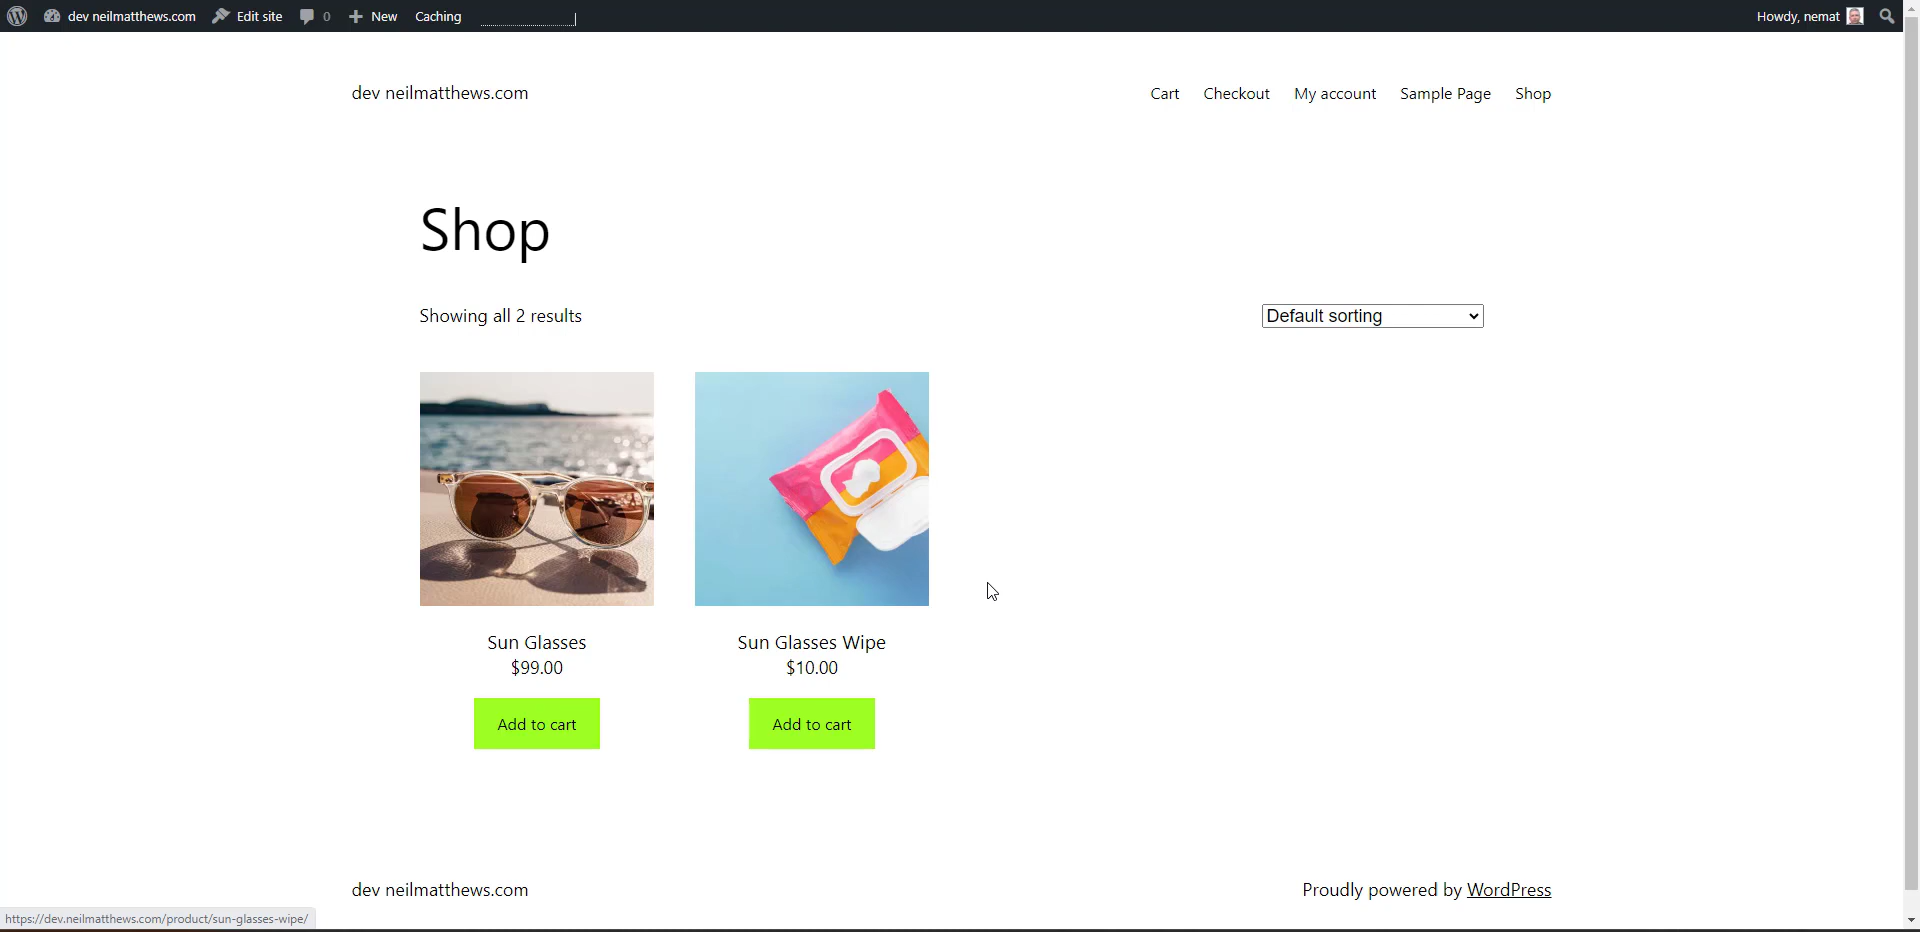 dev neilmatthews.com Edit site 0 New Caching Howdy, nemat
dev neilmatthews.com Cart Checkout My account Sample Page Shop
Shop
Showing all 2 results Default sorting
Sun Glasses Sun Glasses Wipe
$99.00 $10.00
Add to cart Add to cart
dev neilmatthews.com Proudly powered by WordPress
https://dev.neilmatthews.com/product/sun-glasses-wipe/